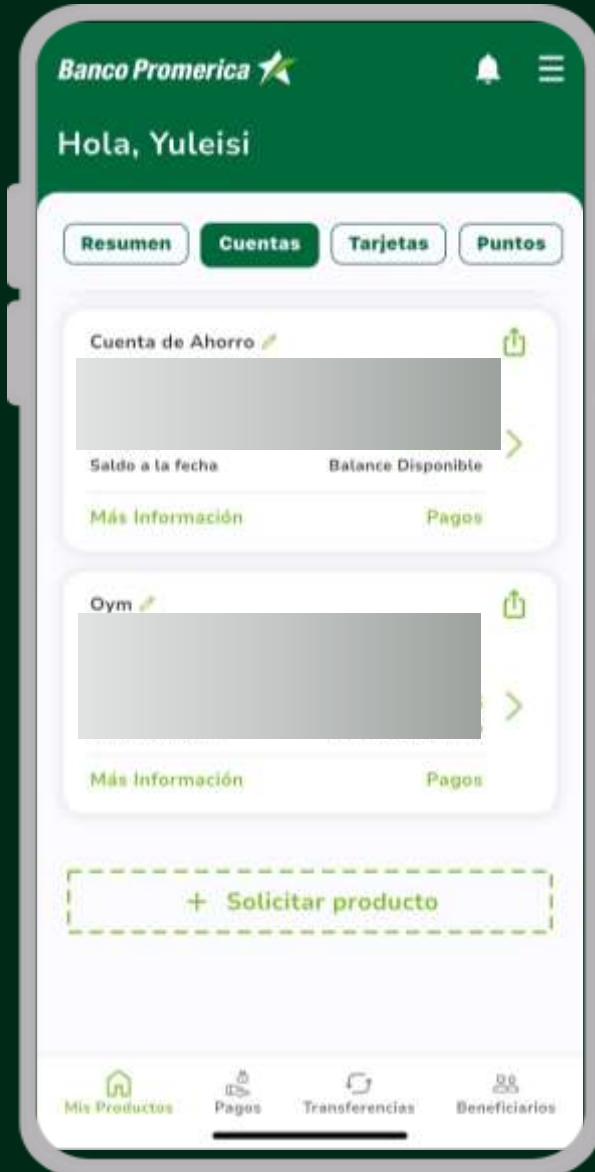 Banco Promerica
Hola, Yuleisi
Resumen Cuentas Tarjetas Puntos
Cuenta de Ahorro
Saldo a la fecha Balance Disponible
Más Información Pagos
Oym
Más Información Pagos
+ Solicitar producto
Mis Productos Pagos Transferencias Beneficiarios